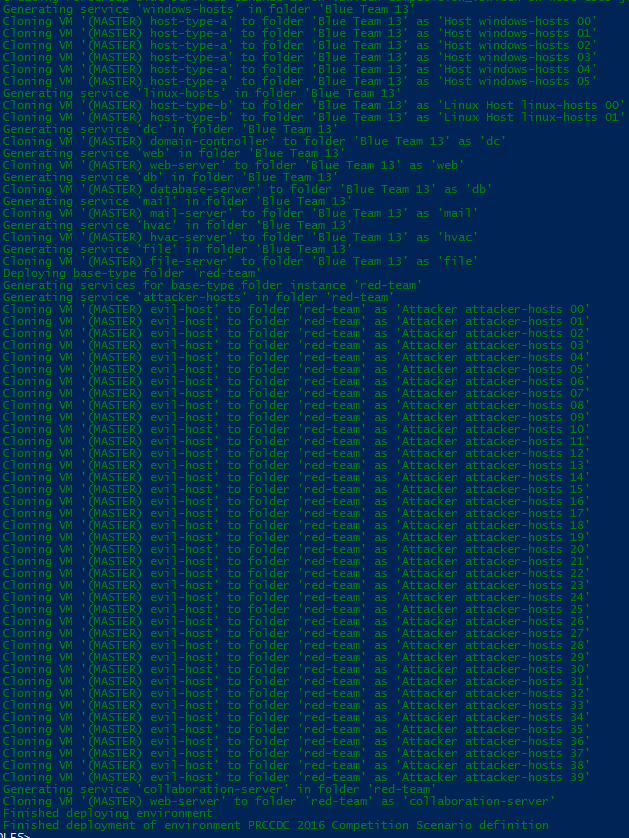 Generating service 'windows-hosts' in folder 'Blue Team 13'
Cloning VM '(MASTER) host-type-a' to folder 'Blue Team 13' as 'Host windows-hosts 00'
Cloning VM '(MASTER) host-type-a' to folder 'Blue Team 13' as 'Host windows-hosts 01'
Cloning VM '(MASTER) host-type-a' to folder 'Blue Team 13' as 'Host windows-hosts 02'
Cloning VM '(MASTER) host-type-a' to folder 'Blue Team 13' as 'Host windows-hosts 03'
Cloning VM '(MASTER) host-type-a' to folder 'Blue Team 13' as 'Host windows-hosts 04'
Cloning VM '(MASTER) host-type-a' to folder 'Blue Team 13' as 'Host windows-hosts 05'
Generating service 'linux-hosts' in folder 'Blue Team 13'
Cloning VM '(MASTER) host-type-b' to folder 'Blue Team 13' as 'Linux Host linux-hosts 00'
Cloning VM '(MASTER) host-type-b' to folder 'Blue Team 13' as 'Linux Host linux-hosts 01'
Generating service 'dc' in folder 'Blue Team 13'
Cloning VM '(MASTER) domain-controller' to folder 'Blue Team 13' as 'dc'
Generating service 'web' in folder 'Blue Team 13'
Cloning VM '(MASTER) web-server' to folder 'Blue Team 13' as 'web'
Generating service 'db' in folder 'Blue Team 13'
Cloning VM '(MASTER) database-server' to folder 'Blue Team 13' as 'db'
Generating service 'mail' in folder 'Blue Team 13'
Cloning VM '(MASTER) mail-server' to folder 'Blue Team 13' as 'mail'
Generating service 'hvac' in folder 'Blue Team 13'
Cloning VM '(MASTER) hvac-server' to folder 'Blue Team 13' as 'hvac'
Generating service 'file' in folder 'Blue Team 13'
Cloning VM '(MASTER) file-server' to folder 'Blue Team 13' as 'file'
Deploying base-type folder 'red-team'
Generating services for base-type folder instance 'red-team'
Generating service 'attacker-hosts' in folder 'red-team'
Cloning VM '(MASTER) evil-host' to folder 'red-team' as 'Attacker attacker-hosts 00'
Cloning VM '(MASTER) evil-host' to folder 'red-team' as 'Attacker attacker-hosts 01'
Cloning VM '(MASTER) evil-host' to folder 'red-team' as 'Attacker attacker-hosts 02'
Cloning VM '(MASTER) evil-host' to folder 'red-team' as 'Attacker attacker-hosts 03'
Cloning VM '(MASTER) evil-host' to folder 'red-team' as 'Attacker attacker-hosts 04'
Cloning VM '(MASTER) evil-host' to folder 'red-team' as 'Attacker attacker-hosts 05'
Cloning VM '(MASTER) evil-host' to folder 'red-team' as 'Attacker attacker-hosts 06'
Cloning VM '(MASTER) evil-host' to folder 'red-team' as 'Attacker attacker-hosts 07'
Cloning VM '(MASTER) evil-host' to folder 'red-team' as 'Attacker attacker-hosts 08'
Cloning VM '(MASTER) evil-host' to folder 'red-team' as 'Attacker attacker-hosts 09'
Cloning VM '(MASTER) evil-host' to folder 'red-team' as 'Attacker attacker-hosts 10'
Cloning VM '(MASTER) evil-host' to folder 'red-team' as 'Attacker attacker-hosts 11'
Cloning VM '(MASTER) evil-host' to folder 'red-team' as 'Attacker attacker-hosts 12'
Cloning VM '(MASTER) evil-host' to folder 'red-team' as 'Attacker attacker-hosts 13'
Cloning VM '(MASTER) evil-host' to folder 'red-team' as 'Attacker attacker-hosts 14'
Cloning VM '(MASTER) evil-host' to folder 'red-team' as 'Attacker attacker-hosts 15'
Cloning VM '(MASTER) evil-host' to folder 'red-team' as 'Attacker attacker-hosts 16'
Cloning VM '(MASTER) evil-host' to folder 'red-team' as 'Attacker attacker-hosts 17'
Cloning VM '(MASTER) evil-host' to folder 'red-team' as 'Attacker attacker-hosts 18'
Cloning VM '(MASTER) evil-host' to folder 'red-team' as 'Attacker attacker-hosts 19'
Cloning VM '(MASTER) evil-host' to folder 'red-team' as 'Attacker attacker-hosts 20'
Cloning VM '(MASTER) evil-host' to folder 'red-team' as 'Attacker attacker-hosts 21'
Cloning VM '(MASTER) evil-host' to folder 'red-team' as 'Attacker attacker-hosts 22'
Cloning VM '(MASTER) evil-host' to folder 'red-team' as 'Attacker attacker-hosts 23'
Cloning VM '(MASTER) evil-host' to folder 'red-team' as 'Attacker attacker-hosts 24'
Cloning VM '(MASTER) evil-host' to folder 'red-team' as 'Attacker attacker-hosts 25'
Cloning VM '(MASTER) evil-host' to folder 'red-team' as 'Attacker attacker-hosts 26'
Cloning VM '(MASTER) evil-host' to folder 'red-team' as 'Attacker attacker-hosts 27'
Cloning VM '(MASTER) evil-host' to folder 'red-team' as 'Attacker attacker-hosts 28'
Cloning VM '(MASTER) evil-host' to folder 'red-team' as 'Attacker attacker-hosts 29'
Cloning VM '(MASTER) evil-host' to folder 'red-team' as 'Attacker attacker-hosts 30'
Cloning VM '(MASTER) evil-host' to folder 'red-team' as 'Attacker attacker-hosts 31'
Cloning VM '(MASTER) evil-host' to folder 'red-team' as 'Attacker attacker-hosts 32'
Cloning VM '(MASTER) evil-host' to folder 'red-team' as 'Attacker attacker-hosts 33'
Cloning VM '(MASTER) evil-host' to folder 'red-team' as 'Attacker attacker-hosts 34'
Cloning VM '(MASTER) evil-host' to folder 'red-team' as 'Attacker attacker-hosts 35'
Cloning VM '(MASTER) evil-host' to folder 'red-team' as 'Attacker attacker-hosts 36'
Cloning VM '(MASTER) evil-host' to folder 'red-team' as 'Attacker attacker-hosts 37'
Cloning VM '(MASTER) evil-host' to folder 'red-team' as 'Attacker attacker-hosts 38'
Cloning VM '(MASTER) evil-host' to folder 'red-team' as 'Attacker attacker-hosts 39'
Generating service 'collaboration-server' in folder 'red-team'
Cloning VM '(MASTER) web-server' to folder 'red-team' as 'collaboration-server'
Finished deploying environment
Finished deployment of environment PRCCDC 2016 Competition Scenario definition